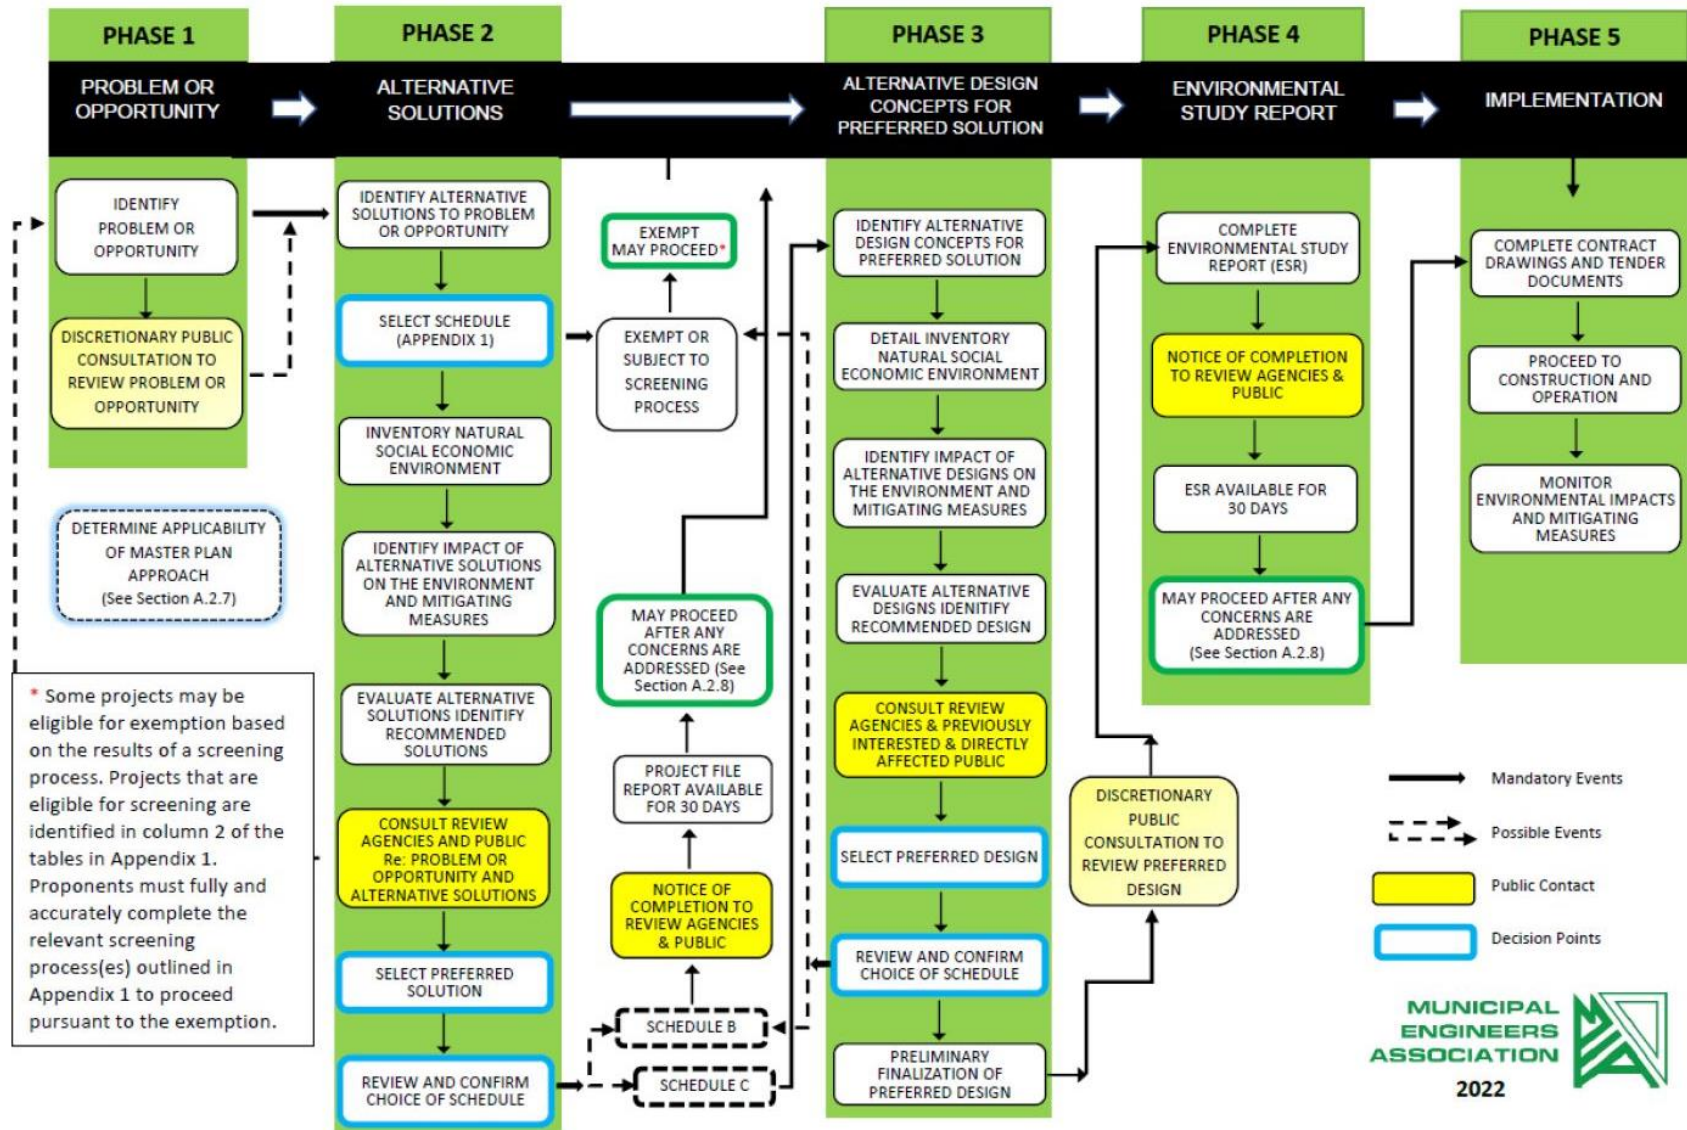 PHASE 1
PHASE 2
PHASE 3
PHASE 4
PHASE 5
PROBLEM OR
OPPORTUNITY
ALTERNATIVE
SOLUTIONS
ALTERNATIVE DESIGN
CONCEPTS FOR
PREFERRED SOLUTION
ENVIRONMENTAL
STUDY REPORT
IMPLEMENTATION
IDENTIFY
PROBLEM OR
OPPORTUNITY
DISCRETIONARY PUBLIC
CONSULTATION TO
REVIEW PROBLEM OR
OPPORTUNITY
DETERMINE APPLICABILITY
OF MASTER PLAN
APPROACH
(See Section A.2.7)
* Some projects may be
eligible for exemption based
on the results of a screening
process. Projects that are
eligible for screening are
identified in column 2 of the
tables in Appendix 1.
Proponents must fully and
accurately complete the
relevant screening
process(es) outlined in
Appendix 1 to proceed
pursuant to the exemption.
IDENTIFY ALTERNATIVE
SOLUTIONS TO PROBLEM
OR OPPORTUNITY
SELECT SCHEDULE
(APPENDIX 1)
INVENTORY NATURAL
SOCIAL ECONOMIC
ENVIRONMENT
IDENTIFY IMPACT OF
ALTERNATIVE SOLUTIONS
ON THE ENVIRONMENT
AND MITIGATING
MEASURES
EVALUATE ALTERNATIVE
SOLUTIONS IDENTIFY
RECOMMENDED
SOLUTIONS
CONSULT REVIEW
AGENCIES AND PUBLIC
Re: PROBLEM OR
OPPORTUNITY AND
ALTERNATIVE SOLUTIONS
SELECT PREFERRED
SOLUTION
REVIEW AND CONFIRM
CHOICE OF SCHEDULE
EXEMPT
MAY PROCEED*
EXEMPT OR
SUBJECT TO
SCREENING
PROCESS
MAY PROCEED
AFTER ANY
CONCERNS ARE
ADDRESSED (See
Section A.2.8)
PROJECT FILE
REPORT AVAILABLE
FOR 30 DAYS
NOTICE OF
COMPLETION TO
REVIEW AGENCIES
& PUBLIC
SCHEDULE B
SCHEDULE C
IDENTIFY ALTERNATIVE
DESIGN CONCEPTS FOR
PREFERRED SOLUTION
DETAIL INVENTORY
NATURAL SOCIAL
ECONOMIC ENVIRONMENT
IDENTIFY IMPACT OF
ALTERNATIVE DESIGNS ON
THE ENVIRONMENT AND
MITIGATING MEASURES
EVALUATE ALTERNATIVE
DESIGNS IDENTIFY
RECOMMENDED DESIGN
CONSULT REVIEW
AGENCIES & PREVIOUSLY
INTERESTED & DIRECTLY
AFFECTED PUBLIC
SELECT PREFERRED DESIGN
REVIEW AND CONFIRM
CHOICE OF SCHEDULE
PRELIMINARY
FINALIZATION OF
PREFERRED DESIGN
DISCRETIONARY
PUBLIC
CONSULTATION TO
REVIEW PREFERRED
DESIGN
COMPLETE
ENVIRONMENTAL STUDY
REPORT (ESR)
NOTICE OF COMPLETION
TO REVIEW AGENCIES &
PUBLIC
ESR AVAILABLE FOR
30 DAYS
MAY PROCEED AFTER ANY
CONCERNS ARE
ADDRESSED
(See Section A.2.8)
COMPLETE CONTRACT
DRAWINGS AND TENDER
DOCUMENTS
PROCEED TO
CONSTRUCTION AND
OPERATION
MONITOR
ENVIRONMENTAL IMPACTS
AND MITIGATING
MEASURES
Mandatory Events
Possible Events
Public Contact
Decision Points
MUNICIPAL
ENGINEERS
ASSOCIATION
2022